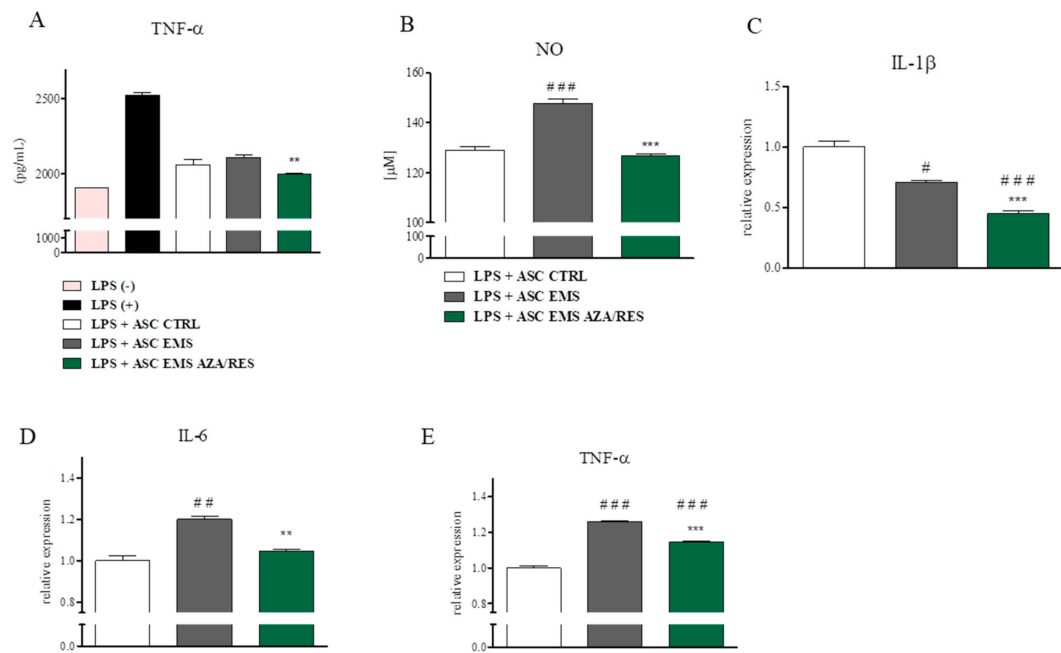 A
TNF-α
(pg/mL)
2500
2000
1000
0
LPS (-)
LPS (+)
LPS + ASC CTRL
LPS + ASC EMS
LPS + ASC EMS AZA/RES
**
B
NO
[μM]
160
140
120
100
100
0
# # #
***
LPS + ASC CTRL
LPS + ASC EMS
LPS + ASC EMS AZA/RES
C
IL-1β
relative expression
1.5
1.0
0.5
0.0
#
# # #
***
D
IL-6
relative expression
1.4
1.2
1.0
0.8
0.0
# #
**
E
TNF-α
relative expression
1.4
1.2
1.0
0.8
0.0
# # #
# # #
***